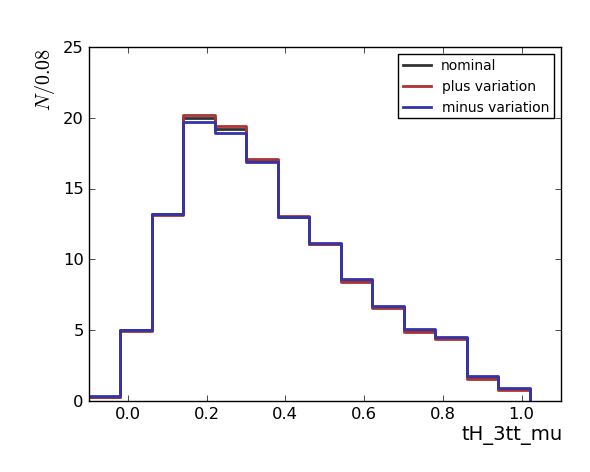 N/0.08
25
20
15
10
5
0
nominal
plus variation
minus variation
0.0 0.2 0.4 0.6 0.8 1.0
tH_3tt_mu